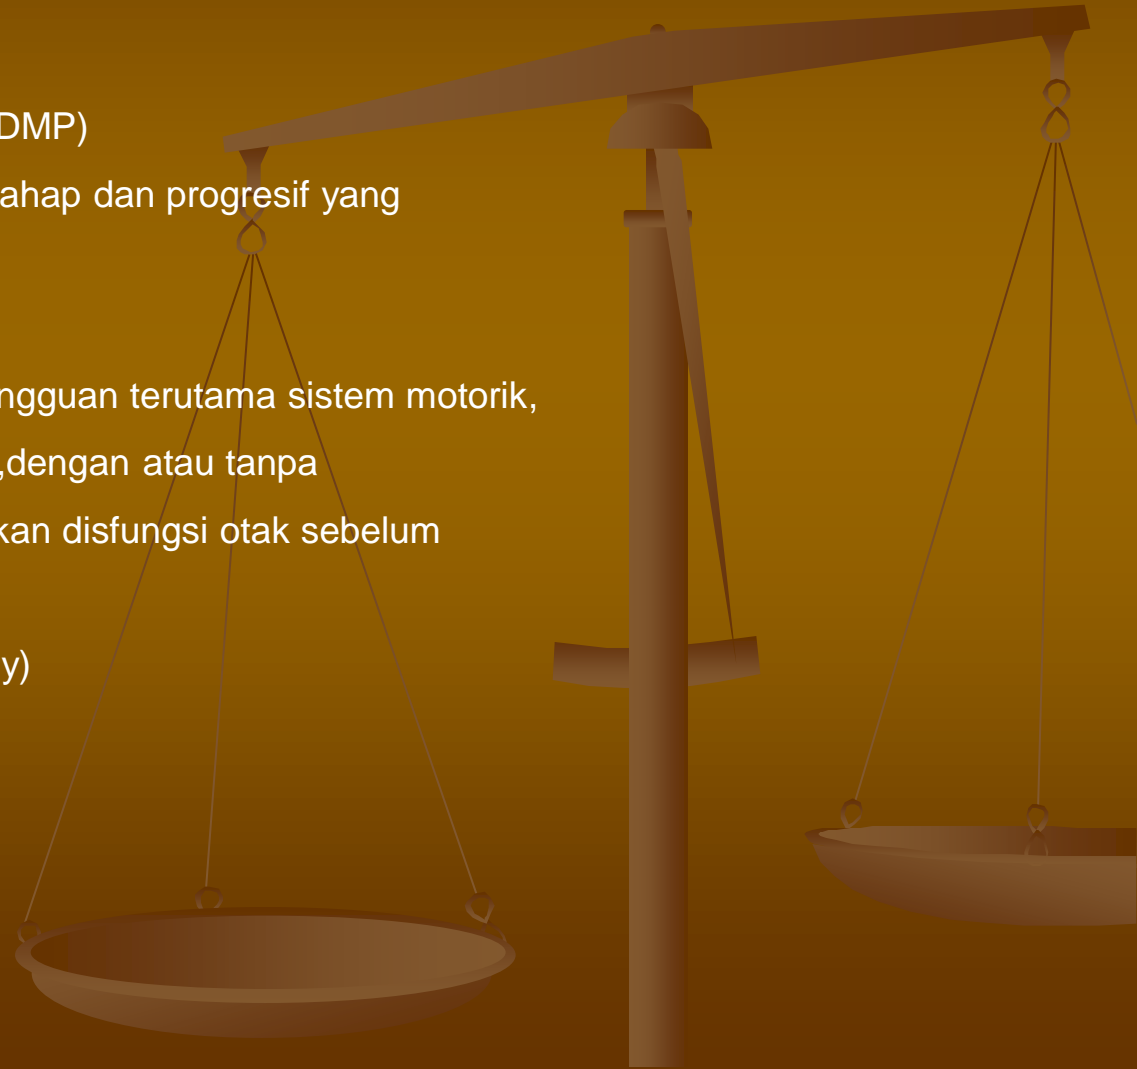 DMP)
ahap dan progresif yang
ngguan terutama sistem motorik,
,dengan atau tanpa
kan disfungsi otak sebelum
y)